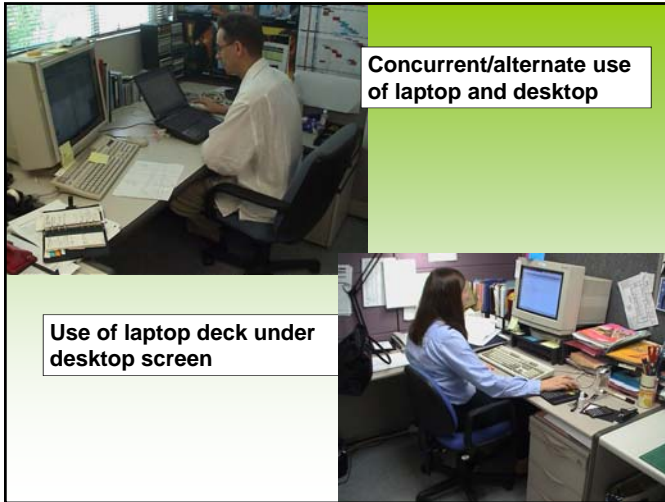 Concurrent/alternate use
of laptop and desktop
Use of laptop deck under
desktop screen